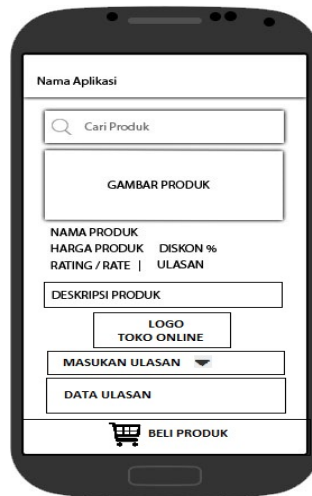 Nama Aplikasi
Cari Produk
GAMBAR PRODUK
NAMA PRODUK
HARGA PRODUK DISKON %
RATING / RATE | ULASAN
DESKRIPSI PRODUK
LOGO
TOKO ONLINE
MASUKAN ULASAN
DATA ULASAN
BELI PRODUK